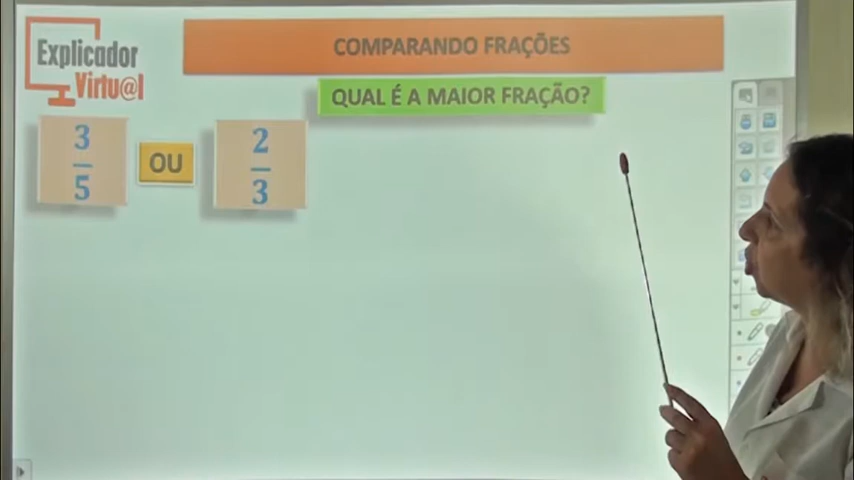 Explicador
Virtu@l
COMPARANDO FRAÇÕES
QUAL É A MAIOR FRAÇÃO?
3/5 OU 2/3